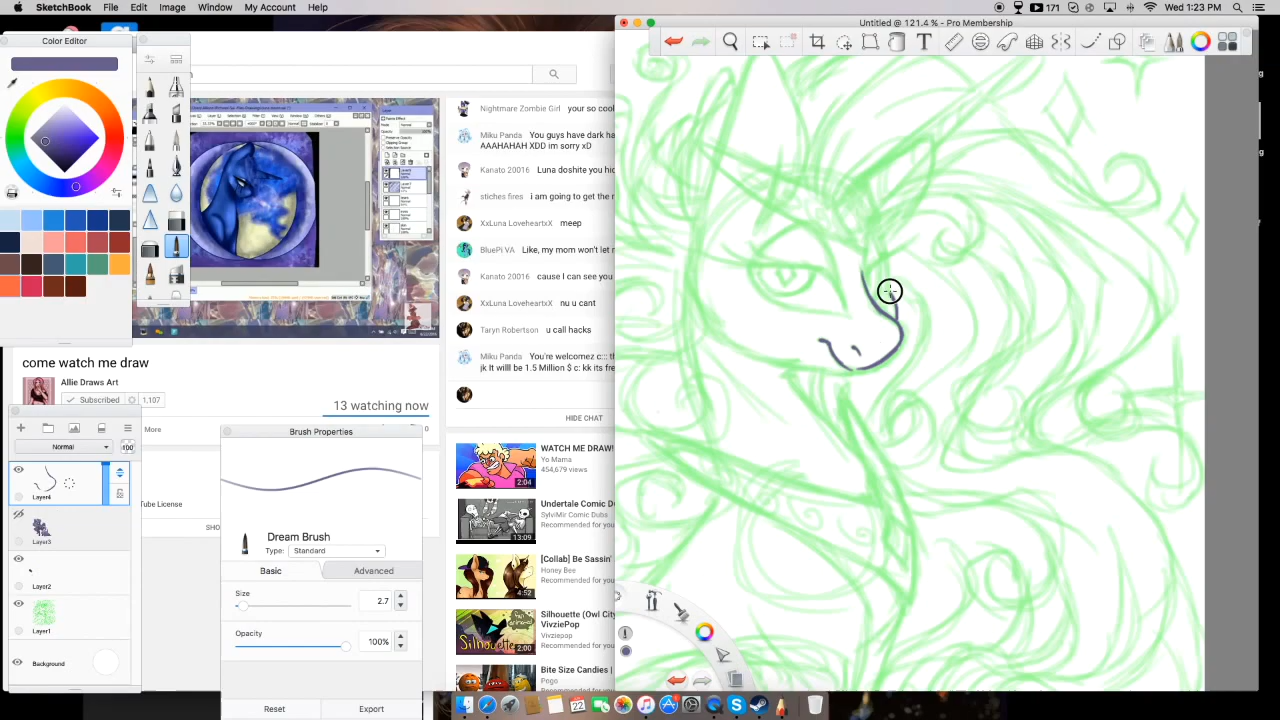 SketchBook File Edit Image Window My Account Help
171 Wed 1:23 PM
Untitled @ 121.4 % - Pro Membership
Color Editor
Nightmare Zombie Girl your so cool
Miku Panda You guys have dark ha
AAAHAHAH XDD im sorry xD
Kanato 20016 Luna doshite you hid
stiches fires i am going to get the r
XxLuna LoveheartxX meep
BluePi VA Like, my mom won't let
Kanato 20016 cause I can see you
XxLuna LoveheartxX nu u cant
Taryn Robertson u call hacks
Miku Panda You're welcomez c::: th
jk It willll be 1.5 Million $ c: kk its fre
HIDE CHAT
come watch me draw
Allie Draws Art
Subscribed 1,107
13 watching now
More
Normal 100
Layer4
Layer3
Layer2
Layer1
Background
Tube License
SHO
Brush Properties
Dream Brush
Type: Standard
Basic Advanced
Size
2.7
Opacity
100%
Reset Export
WATCH ME DRAW!
Yo Mama
454,679 views
2:04
Undertale Comic Du
SylviMir Comic Dubs
Recommended for you
13:09
[Collab] Be Sassin'
Honey Bee
Recommended for you
4:52
Silhouette (Owl City
VivziePop
Vivziepop
Recommended for you
Silhouette
2:00
Bite Size Candies |
Pogo
Recommended for you